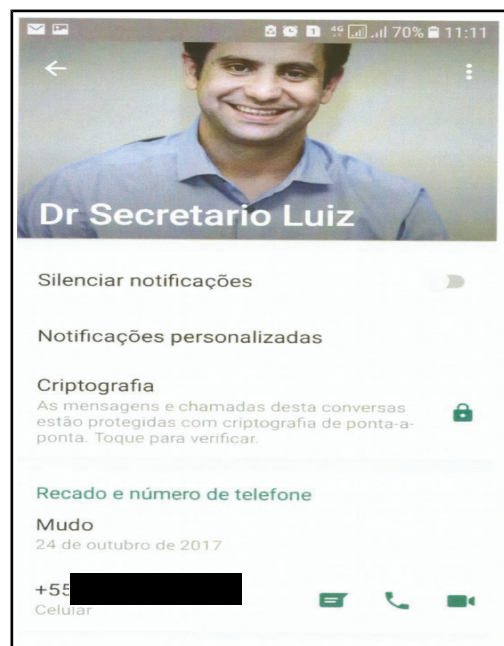 4G 70% 11:11
Dr Secretario Luiz
Silenciar notificações
Notificações personalizadas
Criptografia
As mensagens e chamadas desta conversas
estão protegidas com criptografia de ponta-a-
ponta. Toque para verificar.
Recado e número de telefone
Mudo
24 de outubro de 2017
+55
Celular